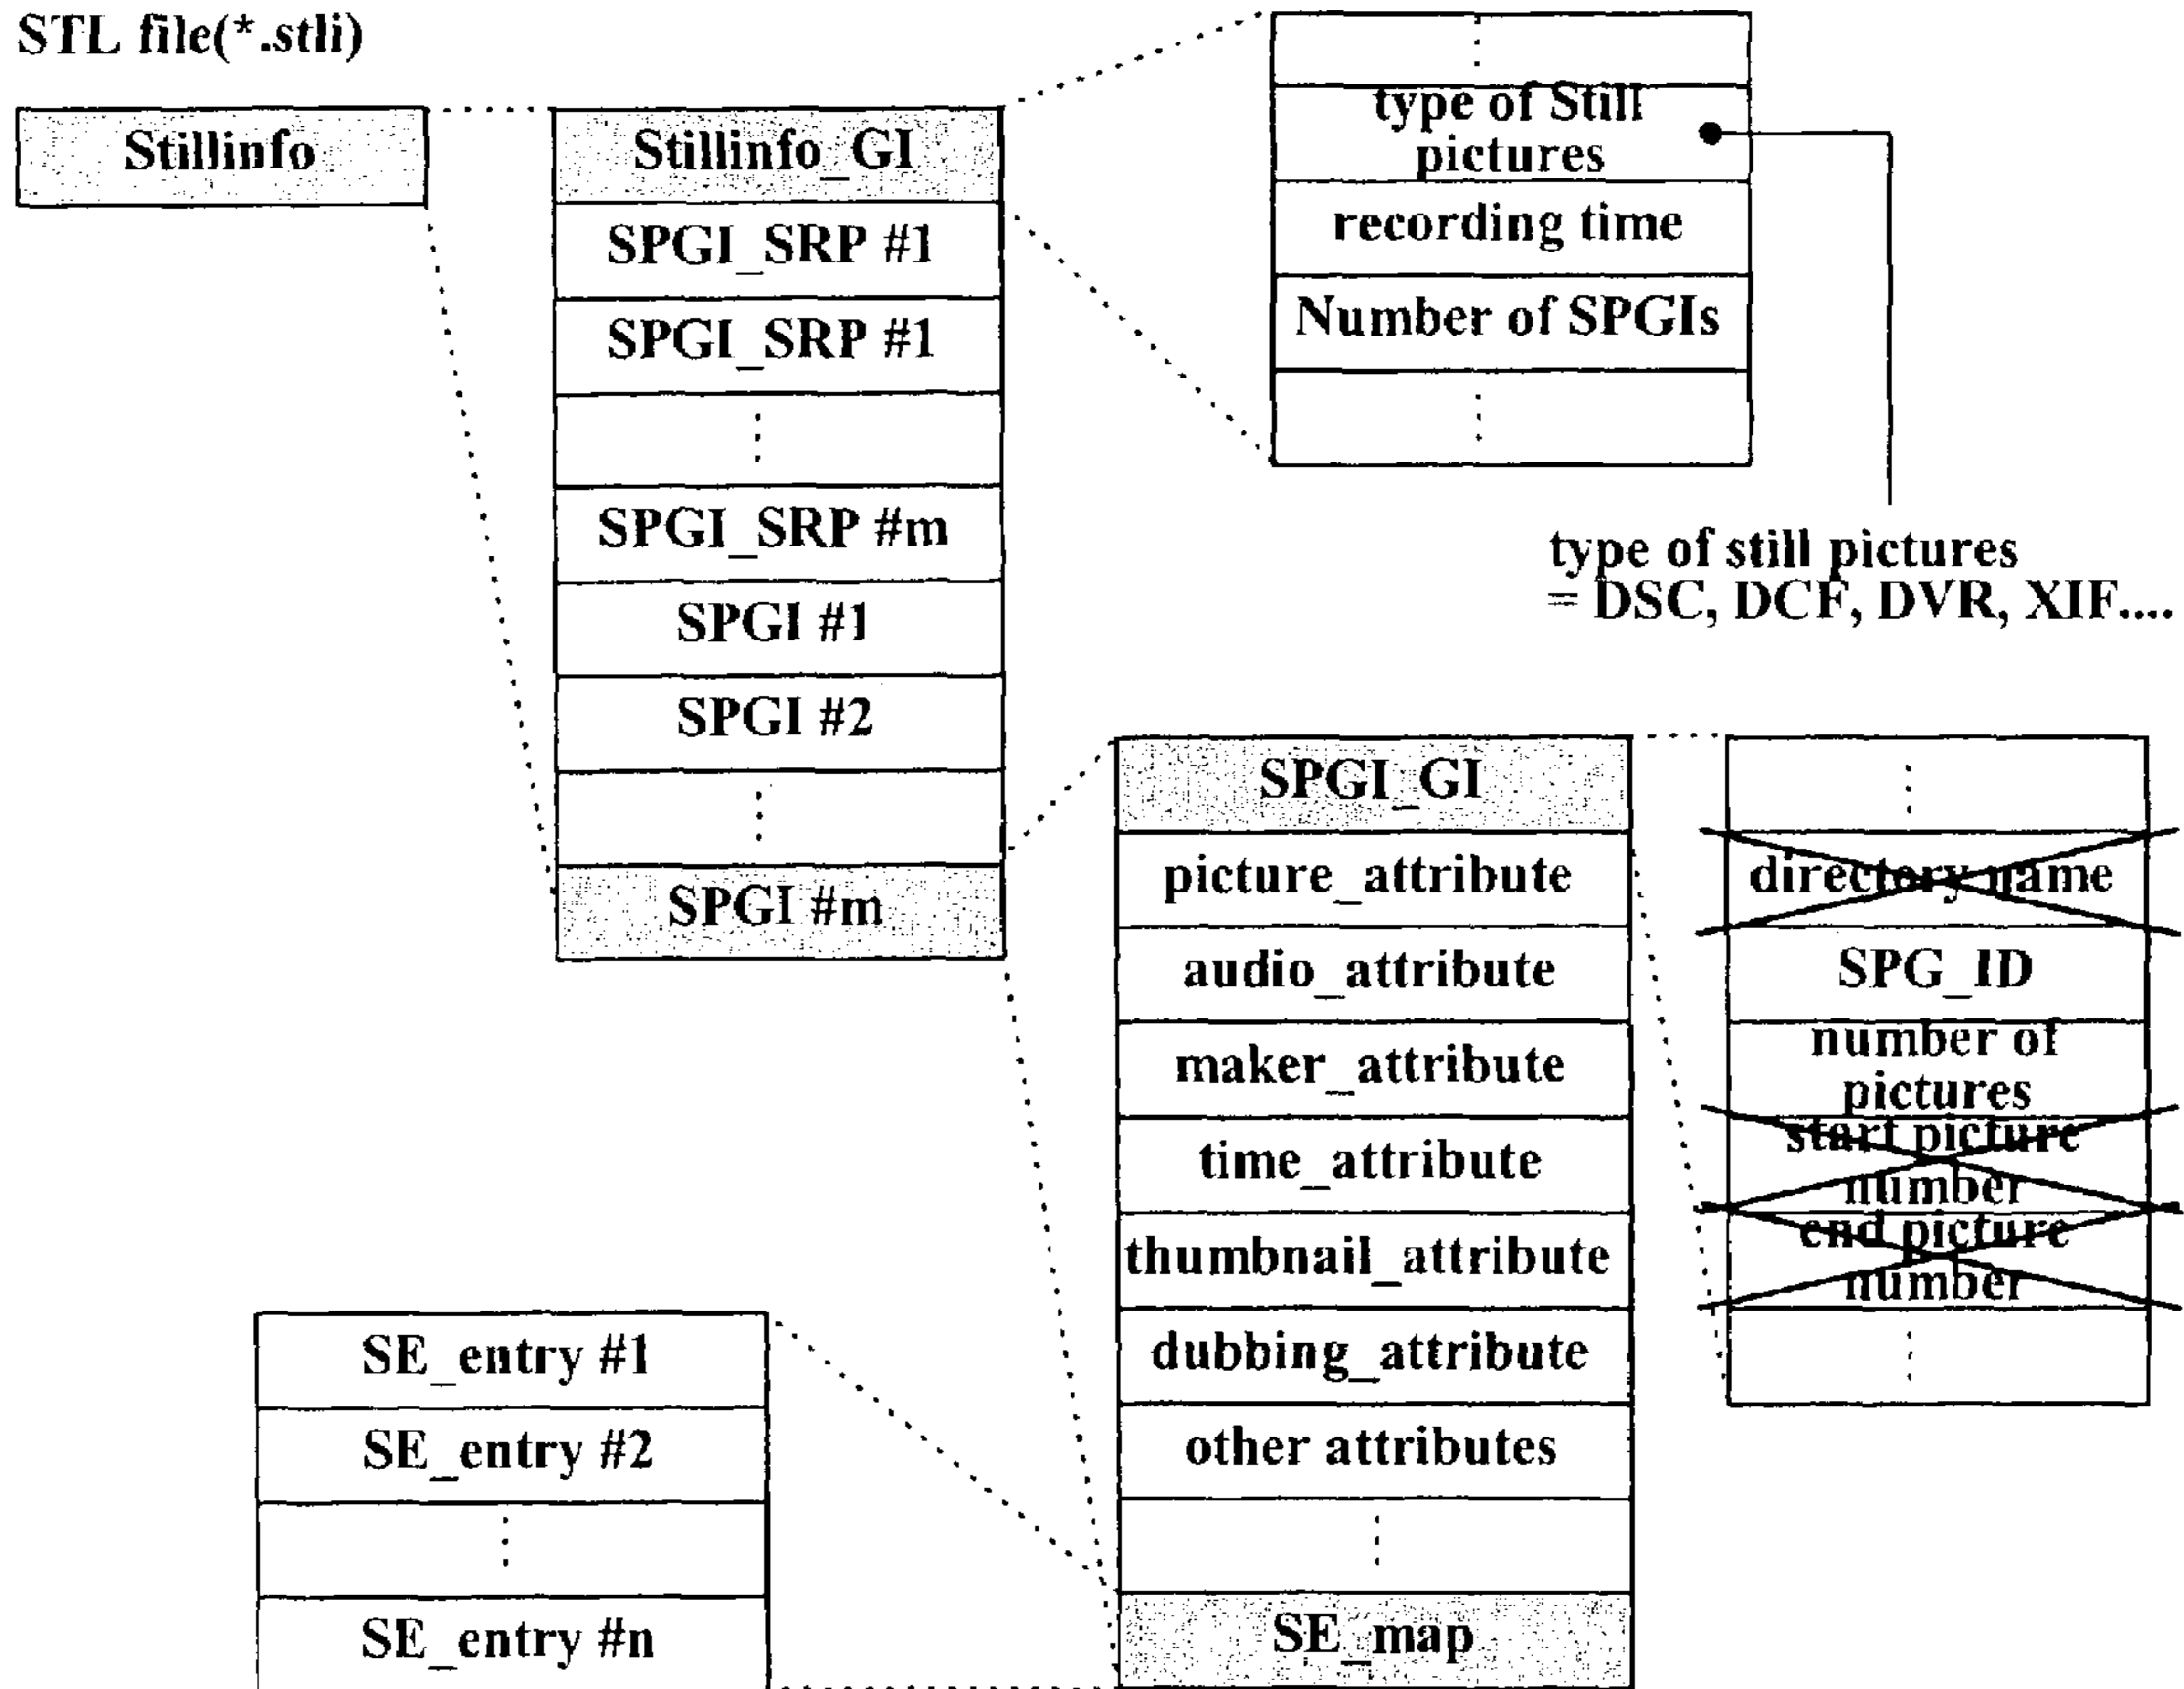 STL file(*.stli)
Stillinfo
Stillinfo_GI
SPGI_SRP #1
SPGI_SRP #1
SPGI_SRP #m
SPGI #1
SPGI #2
SPGI #m
type of Still
pictures
recording time
Number of SPGIs
type of still pictures
= DSC, DCF, DVR, XIF....
SPGI_GI
picture_attribute
audio_attribute
maker_attribute
time_attribute
thumbnail_attribute
dubbing_attribute
other attributes
SE_map
directory name
SPG_ID
number of
pictures
start picture
number
end picture
number
SE_entry #1
SE_entry #2
SE_entry #n